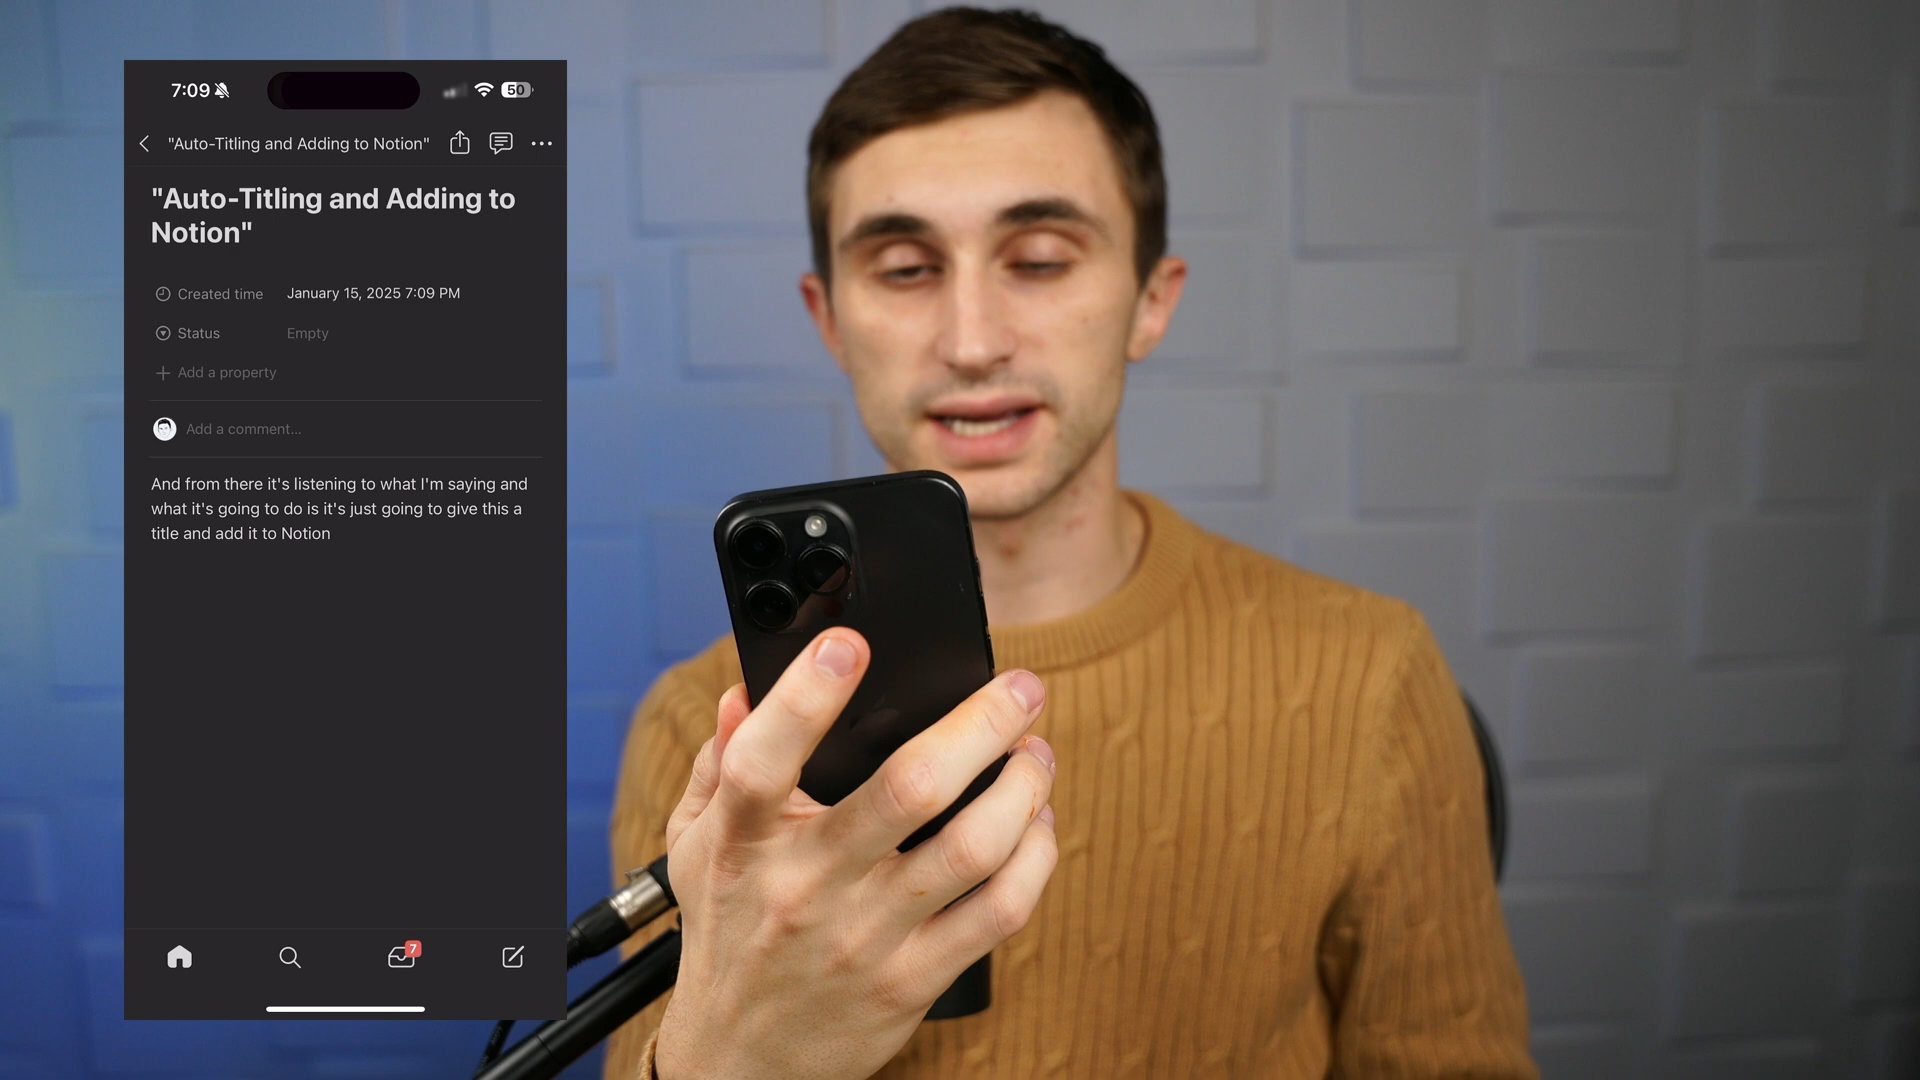 7:09
50
"Auto-Titling and Adding to Notion"
"Auto-Titling and Adding to
Notion"
Created time January 15, 2025 7:09 PM
Status Empty
Add a property
Add a comment...
And from there it's listening to what I'm saying and
what it's going to do is it's just going to give this a
title and add it to Notion
7